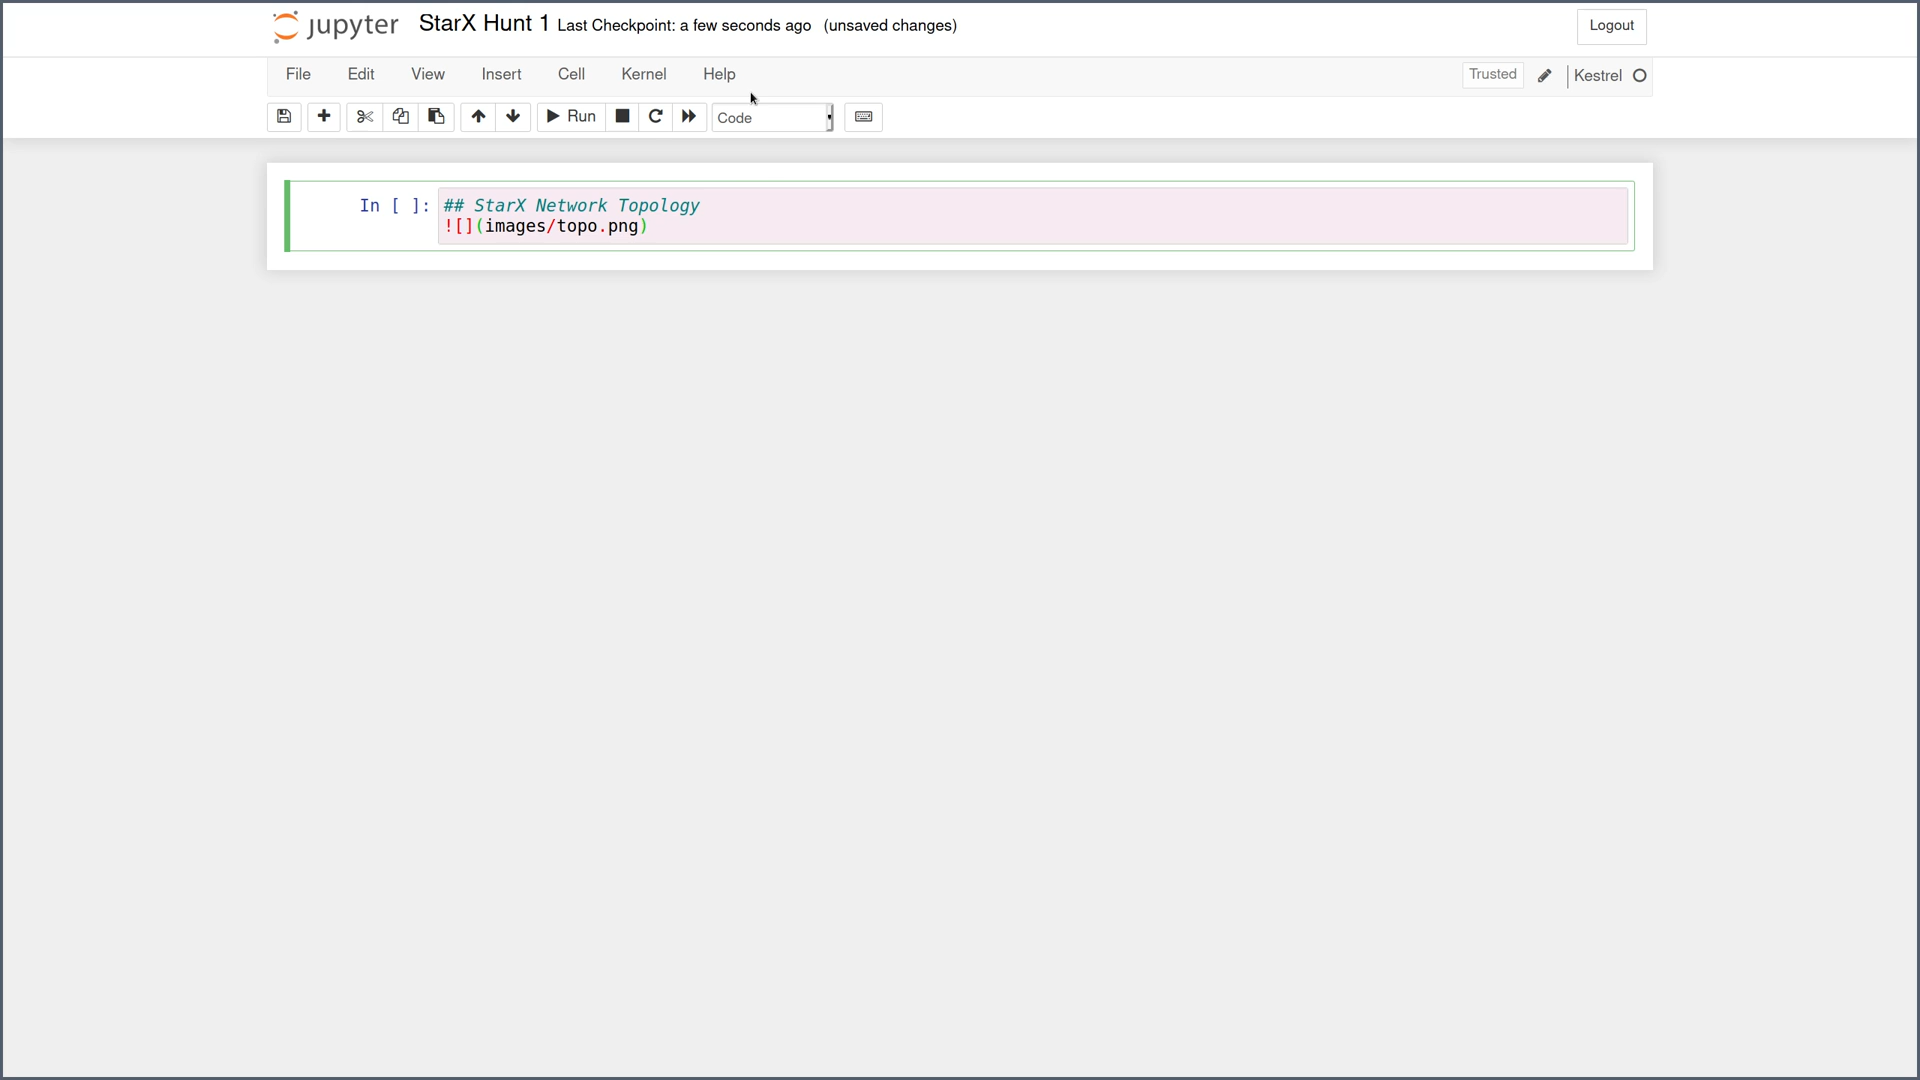 jupyter StarX Hunt 1 Last Checkpoint: a few seconds ago (unsaved changes) Logout
File Edit View Insert Cell Kernel Help Trusted Kestrel
Run Code
In [ ]: ## StarX Network Topology
![](images/topo.png)